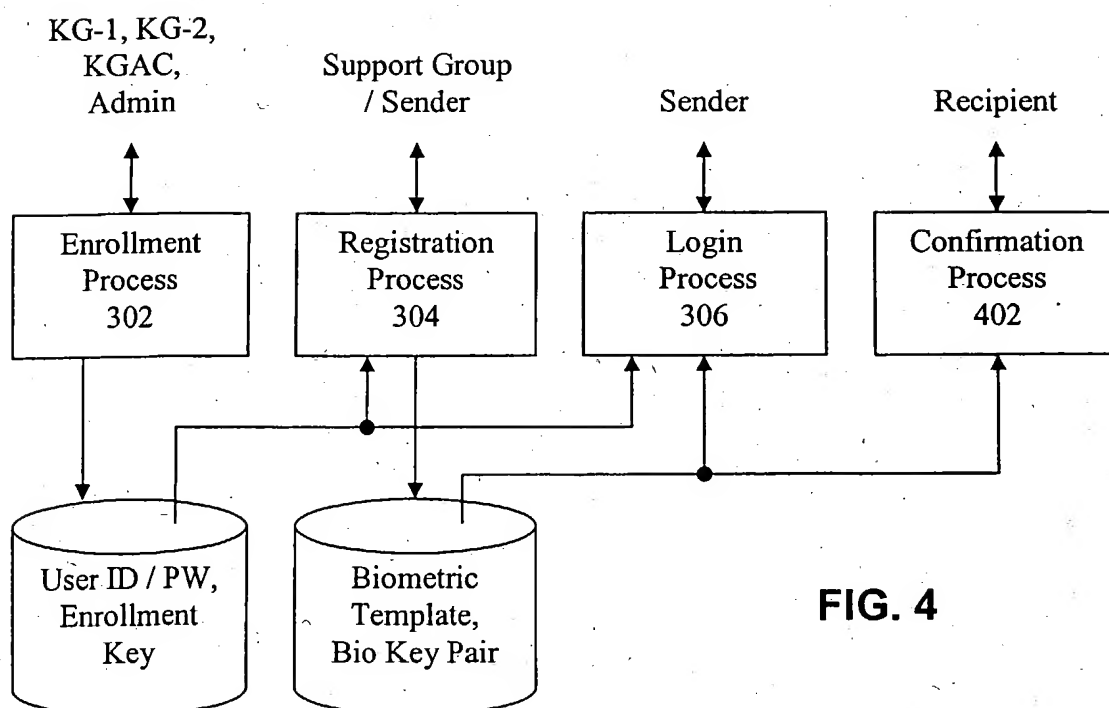 KG-1, KG-2,
KGAC,
Admin
Support Group
/ Sender
Sender
Recipient
Enrollment
Process
302
Registration
Process
304
Login
Process
306
Confirmation
Process
402
User ID / PW,
Enrollment
Key
Biometric
Template,
Bio Key Pair
FIG. 4